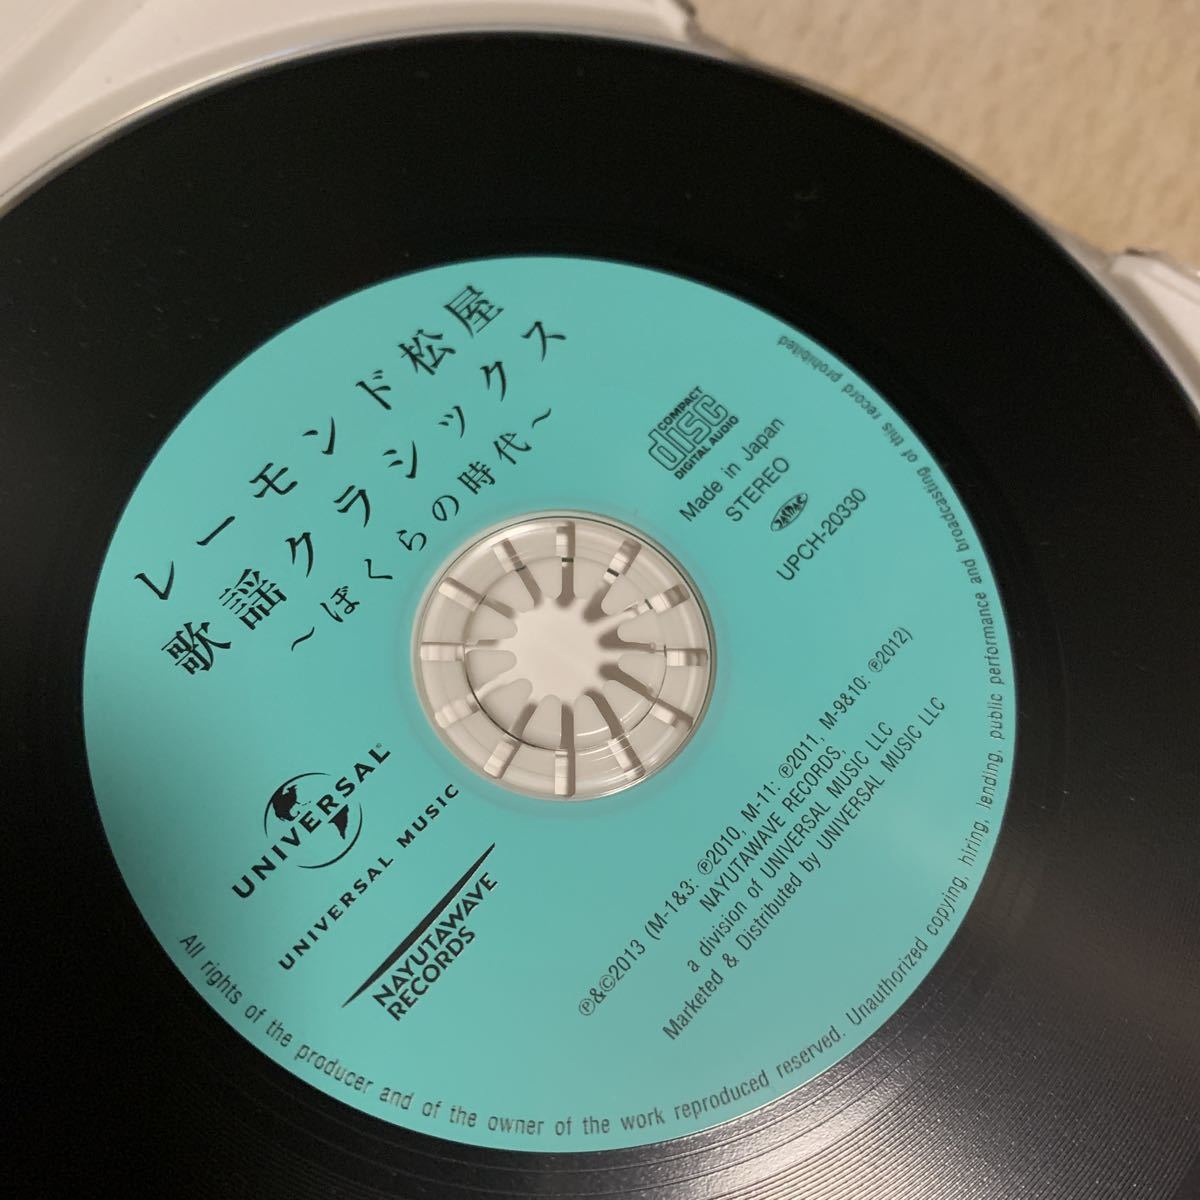 レーモンド松屋
歌謡クラシックス
～ぼくらの時代～
COMPACT
disc
DIGITAL AUDIO
Made in Japan
STEREO
JASRAC
UPCH-20330
UNIVERSAL®
UNIVERSAL MUSIC
NAYUTAWAVE
RECORDS
℗&©2013 (M-1&3: ℗2010, M-11: ℗2011, M-9&10: ℗2012)
NAYUTAWAVE RECORDS,
a division of UNIVERSAL MUSIC LLC
Marketed & Distributed by UNIVERSAL MUSIC LLC
All rights of the producer and of the owner of the work reproduced reserved. Unauthorized copying, hiring, lending, public performance and broadcasting of this record prohibited